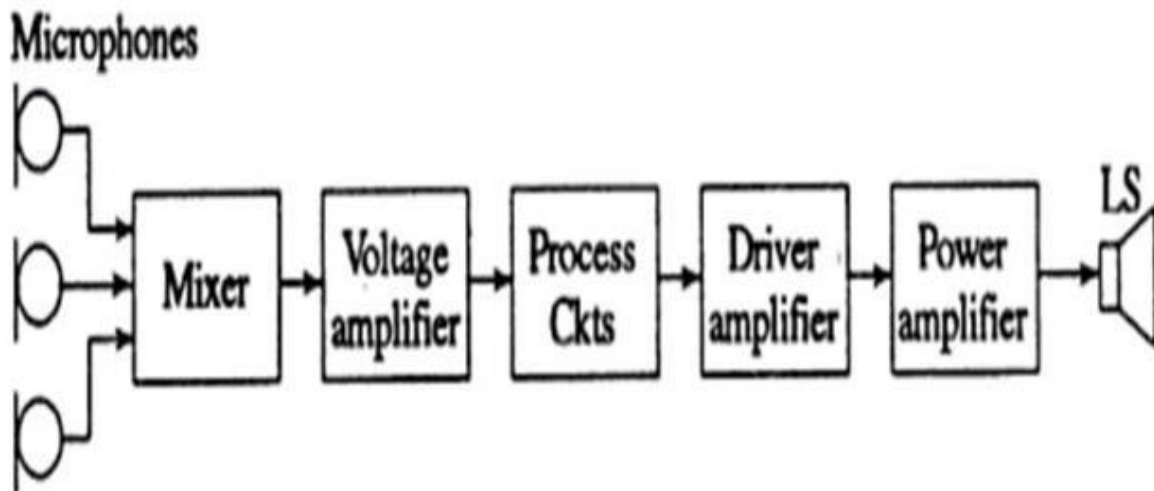 Microphones
Mixer
Voltage
amplifier
Process
Ckts
Driver
amplifier
Power
amplifier
LS